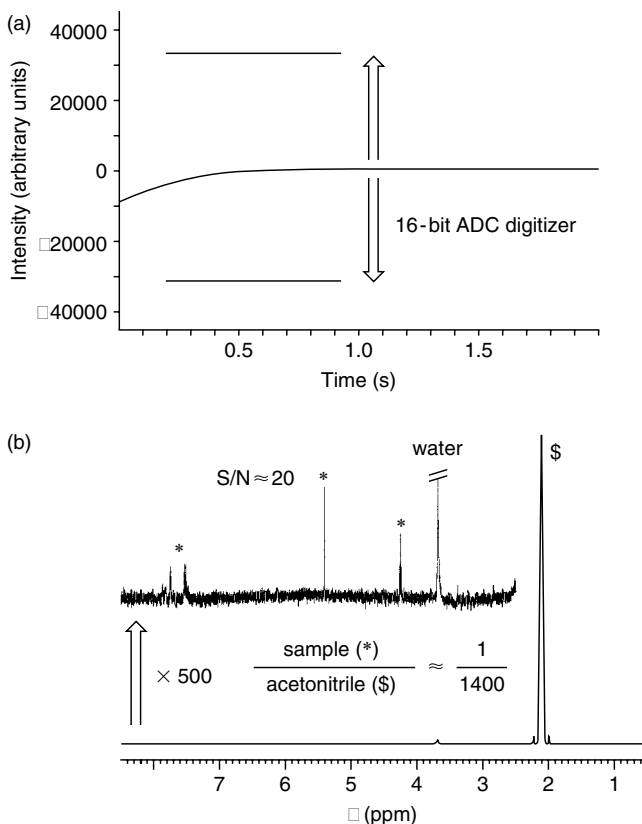 (a)
40000
20000
0
□20000
□40000
Intensity (arbitrary units)
16-bit ADC digitizer
0.5 1.0 1.5
Time (s)
(b)
water
$
S/N ≈ 20
*
*
*
× 500
sample (*)
acetonitrile ($)
≈
1
1400
7 6 5 4 3 2 1
□ (ppm)